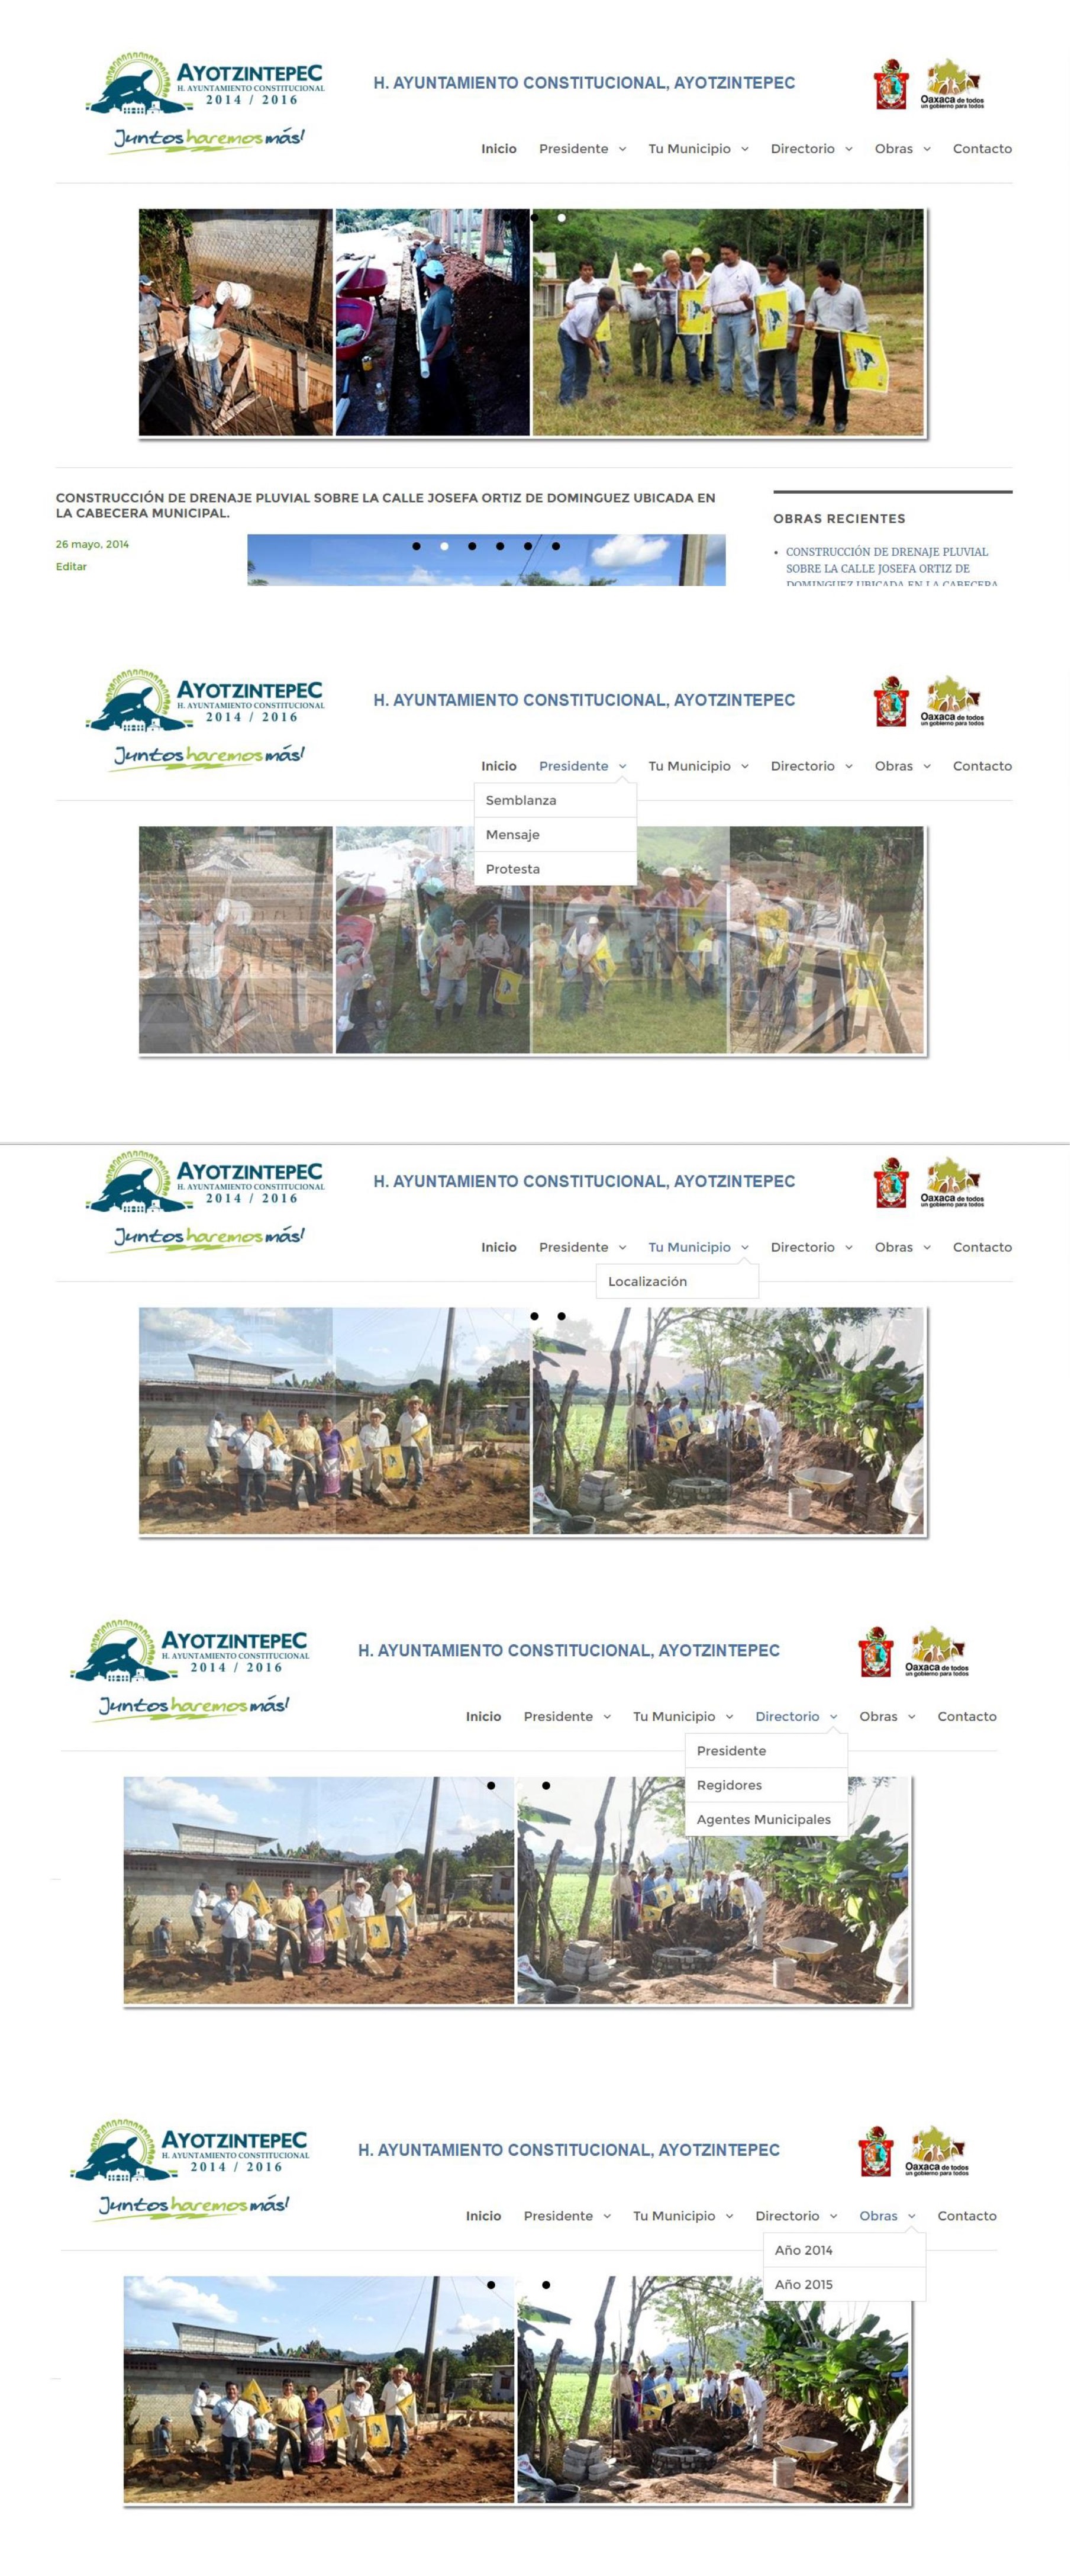 AYOTZINTEPEC
H. AYUNTAMIENTO CONSTITUCIONAL
2014 / 2016
Juntos haremos más!
H. AYUNTAMIENTO CONSTITUCIONAL, AYOTZINTEPEC
Oaxaca de todos
un gobierno para todos
Inicio Presidente Tu Municipio Directorio Obras Contacto
CONSTRUCCIÓN DE DRENAJE PLUVIAL SOBRE LA CALLE JOSEFA ORTIZ DE DOMINGUEZ UBICADA EN
LA CABECERA MUNICIPAL.
26 mayo, 2014
Editar
OBRAS RECIENTES
• CONSTRUCCIÓN DE DRENAJE PLUVIAL
SOBRE LA CALLE JOSEFA ORTIZ DE
DOMINGUEZ UBICADA EN LA CABECERA
AYOTZINTEPEC
H. AYUNTAMIENTO CONSTITUCIONAL
2014 / 2016
Juntos haremos más!
H. AYUNTAMIENTO CONSTITUCIONAL, AYOTZINTEPEC
Oaxaca de todos
un gobierno para todos
Inicio Presidente Tu Municipio Directorio Obras Contacto
Semblanza
Mensaje
Protesta
AYOTZINTEPEC
H. AYUNTAMIENTO CONSTITUCIONAL
2014 / 2016
Juntos haremos más!
H. AYUNTAMIENTO CONSTITUCIONAL, AYOTZINTEPEC
Oaxaca de todos
un gobierno para todos
Inicio Presidente Tu Municipio Directorio Obras Contacto
Localización
AYOTZINTEPEC
H. AYUNTAMIENTO CONSTITUCIONAL
2014 / 2016
Juntos haremos más!
H. AYUNTAMIENTO CONSTITUCIONAL, AYOTZINTEPEC
Oaxaca de todos
un gobierno para todos
Inicio Presidente Tu Municipio Directorio Obras Contacto
Presidente
Regidores
Agentes Municipales
AYOTZINTEPEC
H. AYUNTAMIENTO CONSTITUCIONAL
2014 / 2016
Juntos haremos más!
H. AYUNTAMIENTO CONSTITUCIONAL, AYOTZINTEPEC
Oaxaca de todos
un gobierno para todos
Inicio Presidente Tu Municipio Directorio Obras Contacto
Año 2014
Año 2015